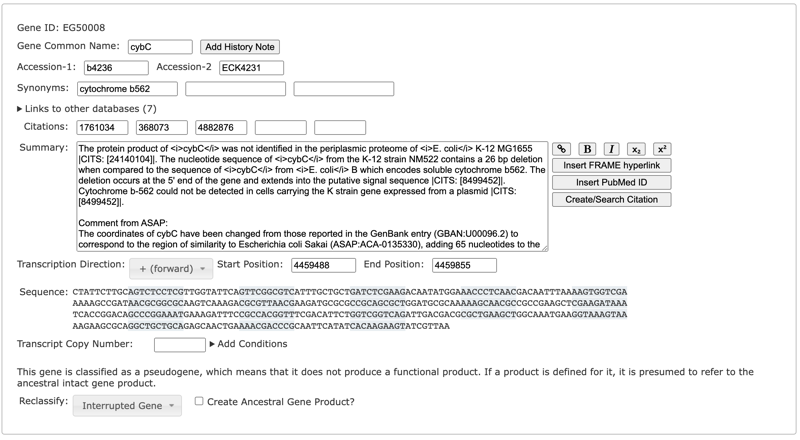 Gene ID: EG50008
Gene Common Name: cybC Add History Note
Accession-1: b4236 Accession-2 ECK4231
Synonyms: cytochrome b562
▶ Links to other databases (7)
Citations: 1761034 368073 4882876
Summary: The protein product of <i>cybC</i> was not identified in the periplasmic proteome of <i>E. coli</i> K-12 MG1655
|CITS: [24140104]|. The nucleotide sequence of <i>cybC</i> from the K-12 strain NM522 contains a 26 bp deletion
when compared to the sequence of <i>cybC</i> from <i>E. coli</i> B which encodes soluble cytochrome b562. The
deletion occurs at the 5' end of the gene and extends into the putative signal sequence |CITS: [8499452]|.
Cytochrome b-562 could not be detected in cells carrying the K strain gene expressed from a plasmid |CITS:
[8499452]|.
Comment from ASAP:
The coordinates of cybC have been changed from those reported in the GenBank entry (GBAN:U00096.2) to
correspond to the region of similarity to Escherichia coli Sakai (ASAP:ACA-0135330), adding 65 nucleotides to the
B I x₂ x²
Insert FRAME hyperlink
Insert PubMed ID
Create/Search Citation
Transcription Direction: + (forward) Start Position: 4459488 End Position: 4459855
Sequence: CTATTCTTGCAGTCTCCTCGTTGGTATTCAGTTCGGCGTCATTTGCTGCTGATCTCGAAGACAATATGGAAACCCTCAACGACAATTTAAAAGTGGTCGA
AAAAGCCGATAACGCGGCGCAAGTCAAAGACGCGTTAACGAAGATGCGCGCCGCAGCGCTGGATGCGCAAAAAGCAACGCCGCCGAAGCTCGAAGATAAA
TCACCGGACAGCCCGGAAATGAAAGATTTCCGCCACGGTTTCGACATTCTGGTCGGTCAGATTGACGACGCGCTGAAGCTGGCAAATGAAGGTAAAGTAA
AAGAAGCGCAGGCTGCTGCAGAGCAACTGAAAACGACCCGCAATTCATATCACAAGAAGTATCGTTAA
Transcript Copy Number: ▶ Add Conditions
This gene is classified as a pseudogene, which means that it does not produce a functional product. If a product is defined for it, it is presumed to refer to the
ancestral intact gene product.
Reclassify: Interrupted Gene Create Ancestral Gene Product?